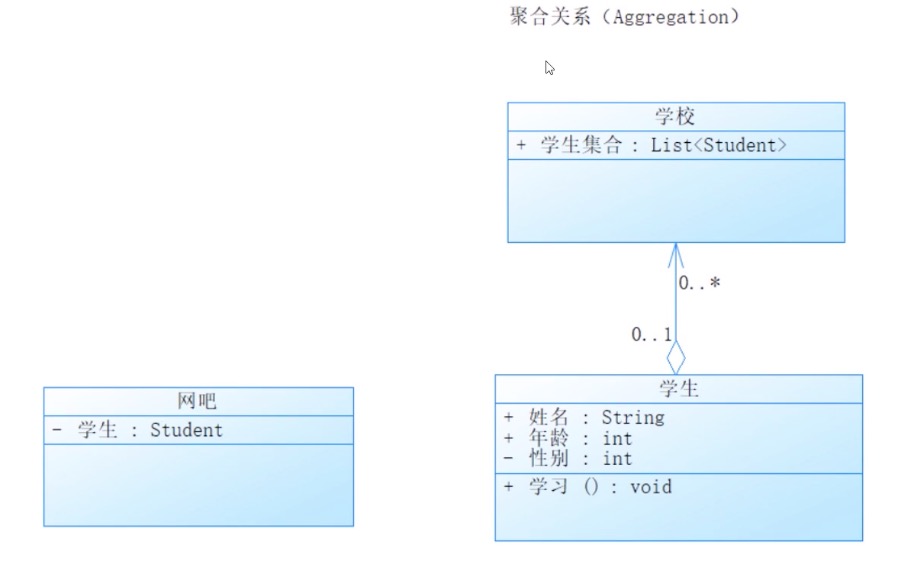 聚合关系（Aggregation）
学校
+ 学生集合 : List<Student>
0..*
0..1
网吧
- 学生 : Student
学生
+ 姓名 : String
+ 年龄 : int
- 性别 : int
+ 学习 () : void